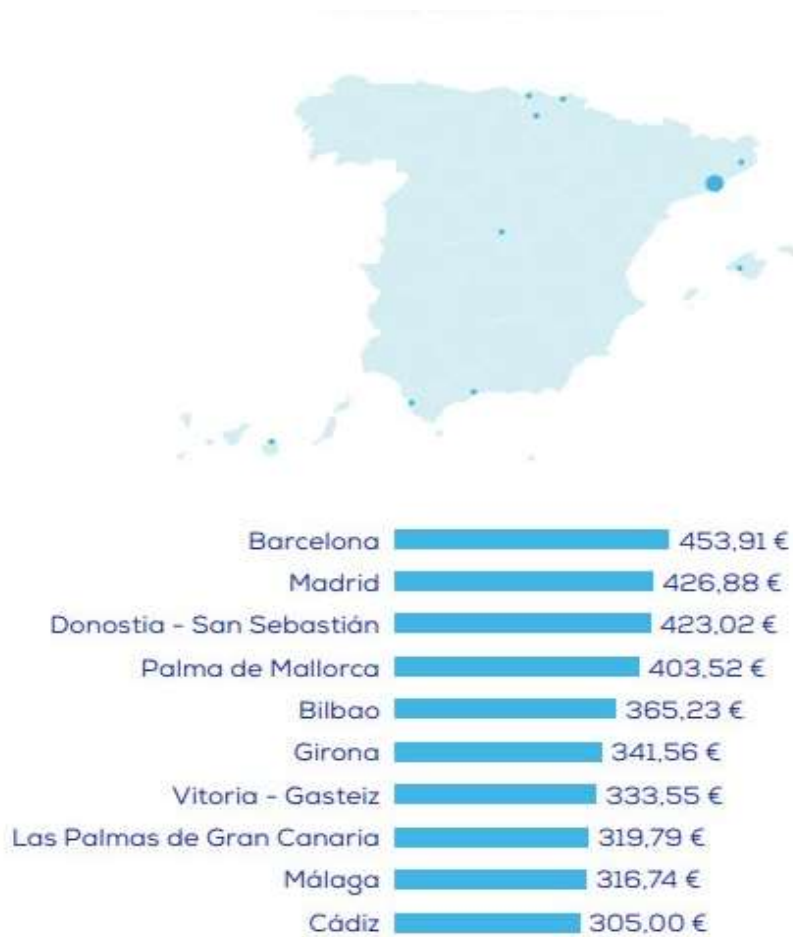 Barcelona 453,91 €
Madrid 426,88 €
Donostia - San Sebastián 423,02 €
Palma de Mallorca 403,52 €
Bilbao 365,23 €
Girona 341,56 €
Vitoria - Gasteiz 333,55 €
Las Palmas de Gran Canaria 319,79 €
Málaga 316,74 €
Cádiz 305,00 €